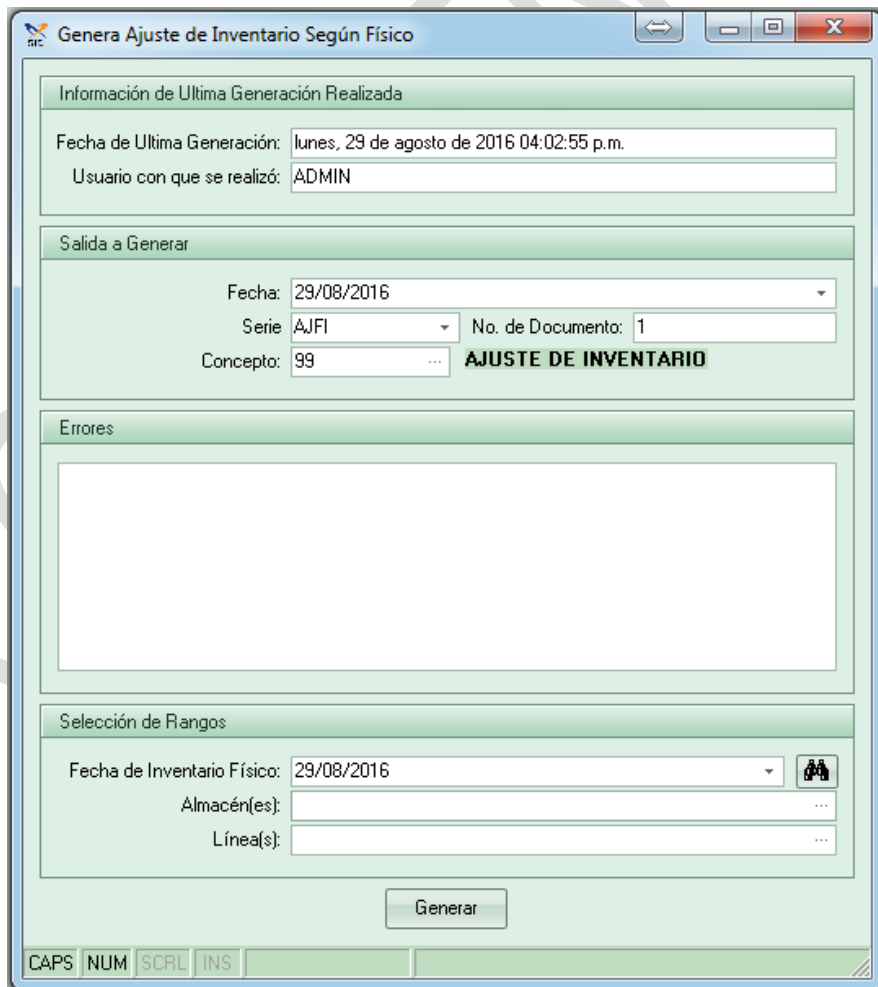 SIC Genera Ajuste de Inventario Según Físico
Información de Ultima Generación Realizada
Fecha de Ultima Generación: lunes, 29 de agosto de 2016 04:02:55 p.m.
Usuario con que se realizó: ADMIN
Salida a Generar
Fecha: 29/08/2016
Serie AJFI No. de Documento: 1
Concepto: 99 ... AJUSTE DE INVENTARIO
Errores
Selección de Rangos
Fecha de Inventario Físico: 29/08/2016
Almacén(es): ...
Línea(s): ...
Generar
CAPS NUM SCRL INS